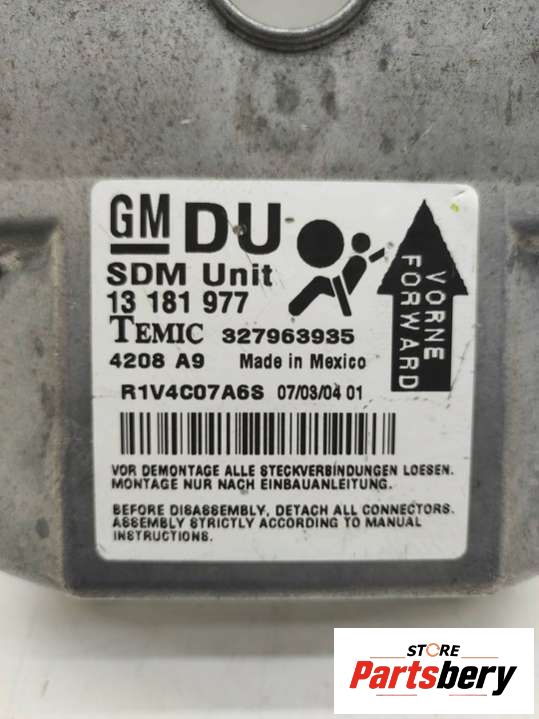 GM DU
SDM Unit
13 181 977
TEMIC 327963935
4208 A9 Made in Mexico
R1V4C07A6S 07/03/04 01
VORNE
FORWARD
VOR DEMONTAGE ALLE STECKVERBINDUNGEN LOESEN.
MONTAGE NUR NACH EINBAUANLEITUNG.
BEFORE DISASSEMBLY, DETACH ALL CONNECTORS.
ASSEMBLY STRICTLY ACCORDING TO MANUAL
INSTRUCTIONS.
STORE
Partsbery